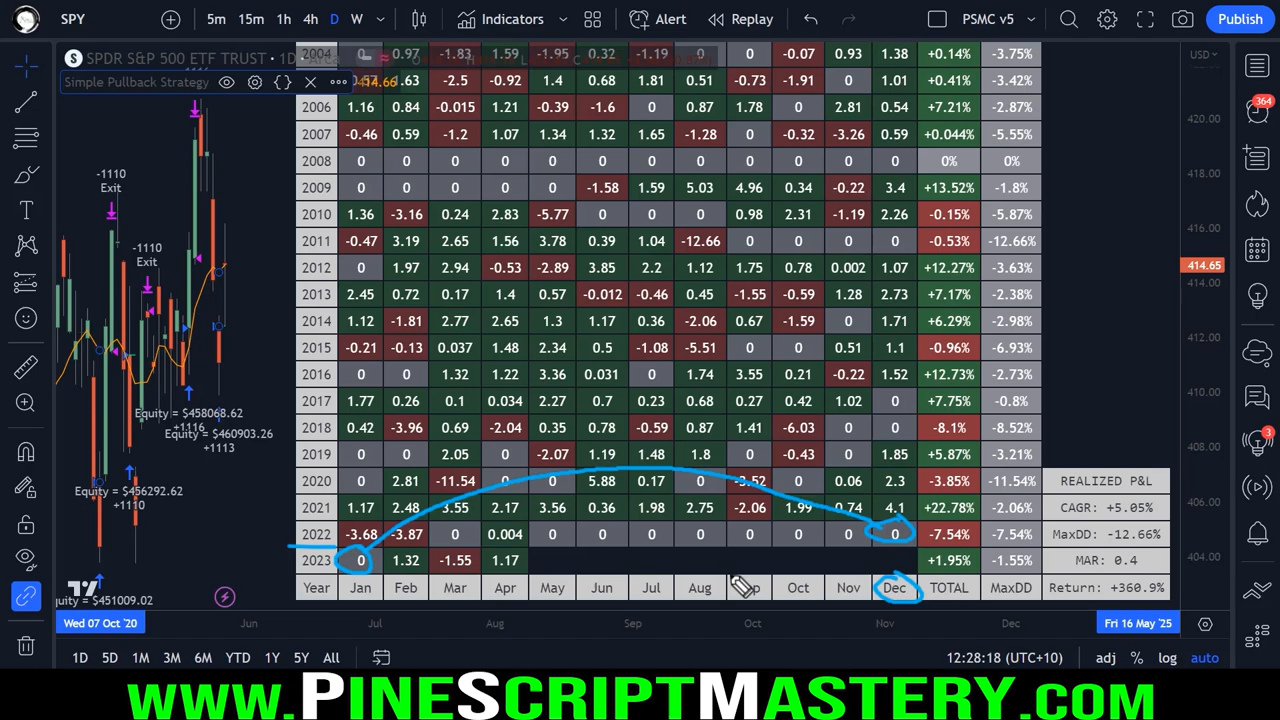 SPY 5m 15m 1h 4h D W Indicators Alert Replay PSMC v5 Publish
SPDR S&P 500 ETF TRUST · 1D
Simple Pullback Strategy 414.66
USD
2004 0 0.97 -1.83 1.59 -1.95 0.32 -1.19 0 0 -0.07 0.93 1.38 +0.14% -3.75%
1.63 -2.5 -0.92 1.4 0.68 1.81 0.51 -0.73 -1.91 0 1.01 +0.41% -3.42%
2006 1.16 0.84 -0.015 1.21 -0.39 -1.6 0 0.87 1.78 0 2.81 0.54 +7.21% -2.87%
2007 -0.46 0.59 -1.2 1.07 1.34 1.32 1.65 -1.28 0 -0.32 -3.26 0.59 +0.044% -5.55%
2008 0 0 0 0 0 0 0 0 0 0 0 0 0% 0%
2009 0 0 0 0 0 -1.58 1.59 5.03 4.96 0.34 -0.22 3.4 +13.52% -1.8%
2010 1.36 -3.16 0.24 2.83 -5.77 0 0 0 0.98 2.31 -1.19 2.26 -0.15% -5.87%
2011 -0.47 3.19 2.65 1.56 3.78 0.39 1.04 -12.66 0 0 0 0 -0.53% -12.66%
2012 0 1.97 2.94 -0.53 -2.89 3.85 2.2 1.12 1.75 0.78 0.002 1.07 +12.27% -3.63%
2013 2.45 0.72 0.17 1.4 0.57 -0.012 -0.46 0.45 -1.55 -0.59 1.28 2.73 +7.17% -2.38%
2014 1.12 -1.81 2.77 2.65 1.3 1.17 0.36 -2.06 0.67 -1.59 0 1.71 +6.29% -2.98%
2015 -0.21 -0.13 0.037 1.48 2.34 0.5 -1.08 -5.51 0 0 0.51 1.1 -0.96% -6.93%
2016 0 0 1.32 1.22 3.36 0.031 0 1.74 3.55 0.21 -0.22 1.52 +12.73% -2.73%
2017 1.77 0.26 0.1 0.034 2.27 0.7 0.23 0.68 0.27 0.42 1.02 0 +7.75% -0.8%
2018 0.42 -3.96 0.69 -2.04 0.35 0.78 -0.59 0.87 1.41 -6.03 0 0 -8.1% -8.52%
2019 0 0 2.05 0 -2.07 1.19 1.48 1.8 0 -0.43 0 1.85 +5.87% -3.21%
2020 0 2.81 -11.54 0 0 5.88 0.17 0 -3.52 0 0.06 2.3 -3.85% -11.54% REALIZED P&L
2021 1.17 2.48 3.55 2.17 3.56 0.36 1.98 2.75 -2.06 1.99 0.74 4.1 +22.78% -2.06% CAGR: +5.05%
2022 -3.68 -3.87 0 0.004 0 0 0 0 0 0 0 0 -7.54% -7.54% MaxDD: -12.66%
2023 0 1.32 -1.55 1.17 +1.95% -1.55% MAR: 0.4
Year Jan Feb Mar Apr May Jun Jul Aug Oct Nov Dec TOTAL MaxDD Return: +360.9%
-1110
Exit
-1110
Exit
Equity = $458068.62
+1116
Equity = $460903.26
+1113
Equity = $456292.62
+1110
quity = $451009.02
420.00
418.00
416.00
414.65
414.00
412.00
410.00
408.00
406.00
404.00
364
3
Wed 07 Oct '20 Jun Jul Aug Sep Oct Nov Dec Fri 16 May '25
1D 5D 1M 3M 6M YTD 1Y 5Y All 12:28:18 (UTC+10) adj % log auto
WWW.PINESCRIPTMASTERY.COM